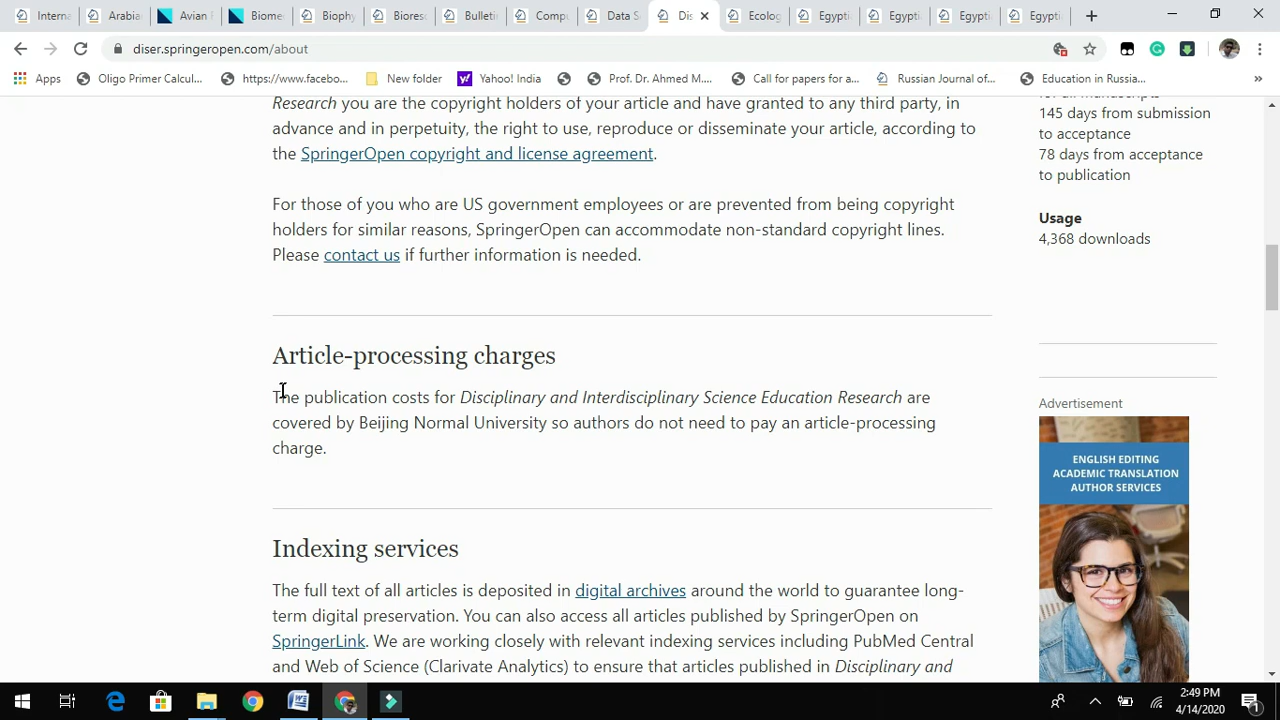 Interna
Arabia
Avian I
Biome
Biophy
Biores
Bulleti
Compu
Data S
Dis
Ecolog
Egypti
Egypti
Egypti
Egypti
diser.springeropen.com/about
Apps
Oligo Primer Calcul...
https://www.facebo...
New folder
Yahoo! India
Prof. Dr. Ahmed M....
Call for papers for a...
Russian Journal of...
Education in Russia...
Research you are the copyright holders of your article and have granted to any third party, in
advance and in perpetuity, the right to use, reproduce or disseminate your article, according to
the SpringerOpen copyright and license agreement.
For those of you who are US government employees or are prevented from being copyright
holders for similar reasons, SpringerOpen can accommodate non-standard copyright lines.
Please contact us if further information is needed.
Article-processing charges
The publication costs for Disciplinary and Interdisciplinary Science Education Research are
covered by Beijing Normal University so authors do not need to pay an article-processing
charge.
Indexing services
The full text of all articles is deposited in digital archives around the world to guarantee long-
term digital preservation. You can also access all articles published by SpringerOpen on
SpringerLink. We are working closely with relevant indexing services including PubMed Central
and Web of Science (Clarivate Analytics) to ensure that articles published in Disciplinary and
145 days from submission
to acceptance
78 days from acceptance
to publication
Usage
4,368 downloads
Advertisement
ENGLISH EDITING
ACADEMIC TRANSLATION
AUTHOR SERVICES
2:49 PM
4/14/2020